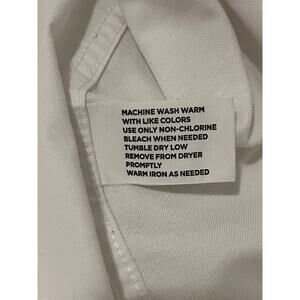 MACHINE WASH WARM
WITH LIKE COLORS
USE ONLY NON-CHLORINE
BLEACH WHEN NEEDED
TUMBLE DRY LOW
REMOVE FROM DRYER
PROMPTLY
WARM IRON AS NEEDED